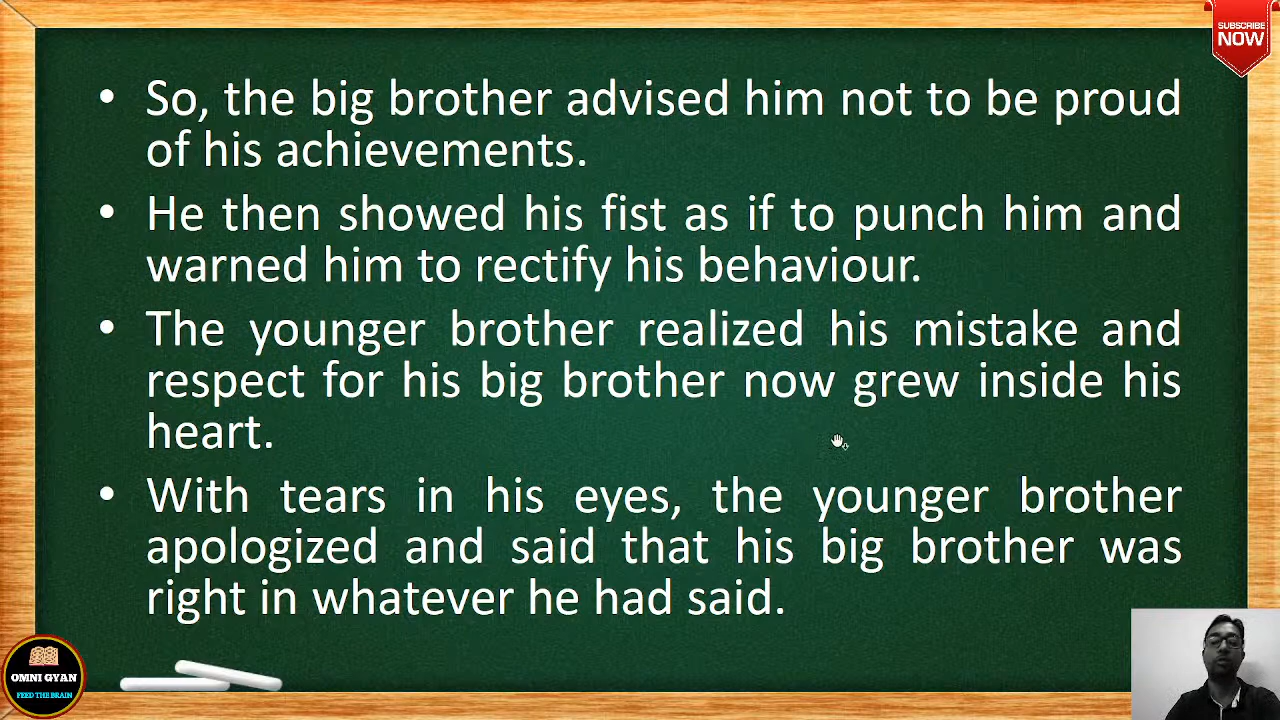 SUBSCRIBE
NOW
• So, the big brother advised him not to be proud
of his achievements.
• He then showed his fist as if to punch him and
warned him to rectify his behaviour.
• The younger brother realized his mistake and
respect for his big brother now grew inside his
heart.
• With tears in his eyes, the younger brother
apologized and said that his big brother was
right in whatever he had said.
OMNI GYAN
FEED THE BRAIN